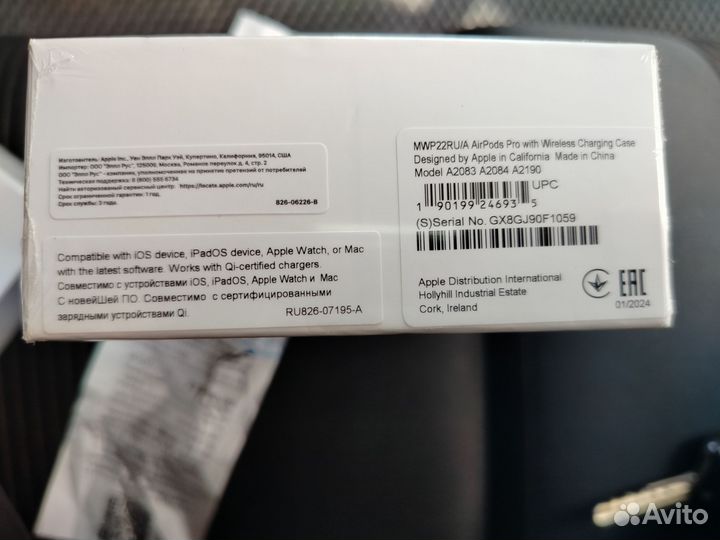 Изготовитель: Apple Inc., Уан Эппл Парк Уэй, Купертино, Калифорния, 95014, США
Импортер: ООО "Эппл Рус", 125009, Москва, Романов переулок д. 4, стр. 2
ООО "Эппл Рус" - компания, уполномоченная на принятие претензий от потребителей
Техническая поддержка: 8 (800) 555 6734
Найти авторизованный сервисный центр: https://locate.apple.com/ru/ru
Срок ограниченной гарантии: 1 год.
Срок службы: 3 года.
826-06226-B
Compatible with iOS device, iPadOS device, Apple Watch, or Mac
with the latest software. Works with Qi-certified chargers.
Совместимо с устройствами iOS, iPadOS, Apple Watch и Mac
С новейШей ПО. Совместимо с сертифицированными
зарядными устройствами Qi.
RU826-07195-A
MWP22RU/A AirPods Pro with Wireless Charging Case
Designed by Apple in California Made in China
Model A2083 A2084 A2190
UPC
1 90199 24693 5
(S)Serial No. GX8GJ90F1059
Apple Distribution International
Hollyhill Industrial Estate
Cork, Ireland
EAC
01/2024
Avito